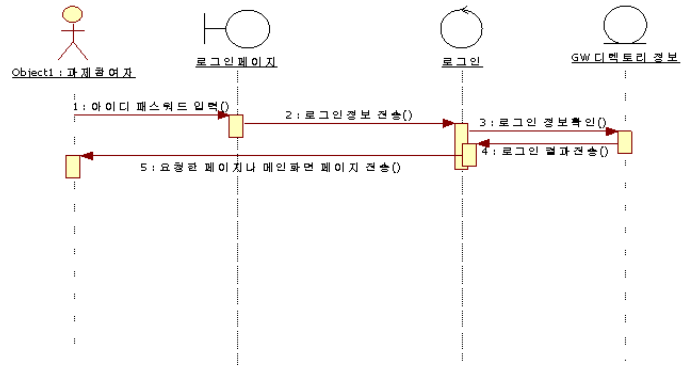 Object1 : 과제참여자
로그인페이지
로그인
GW디렉토리 정보
1 : 아이디 패스워드 입력()
2 : 로그인정보 전송()
3 : 로그인 정보확인()
4 : 로그인 결과전송()
5 : 요청한 페이지나 메인화면 페이지 전송()